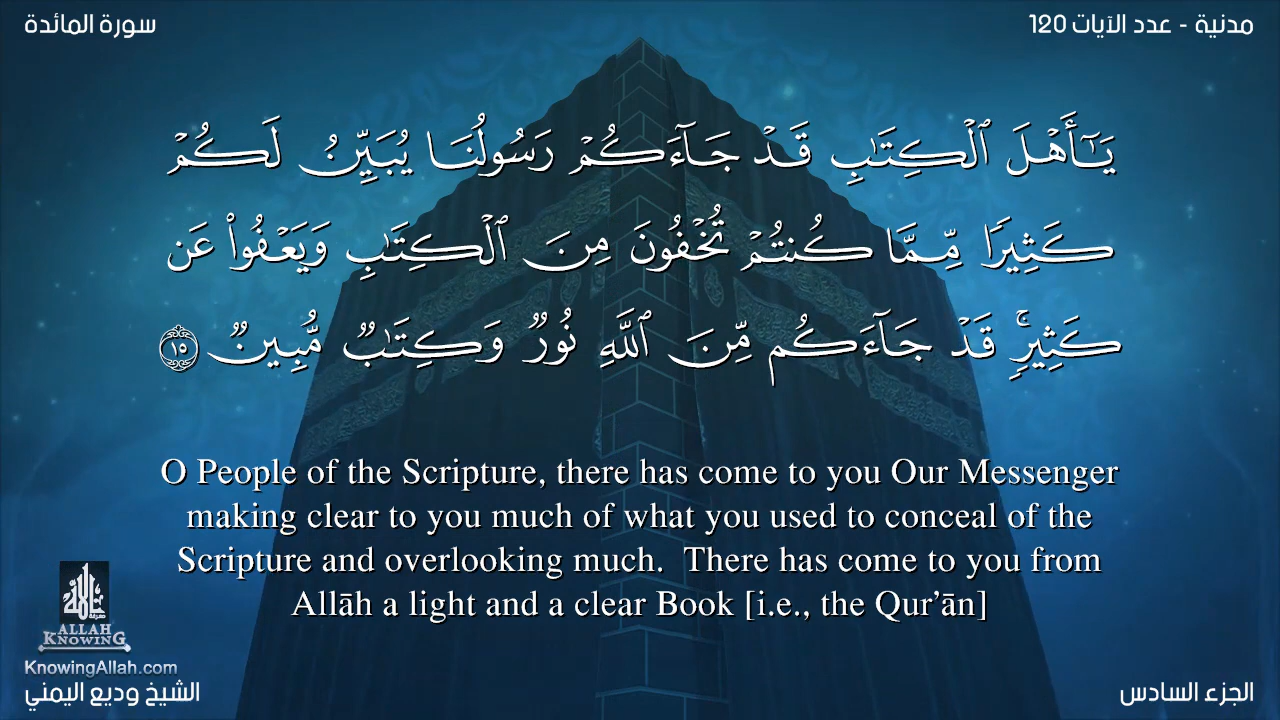 سورة المائدة
مدنية - عدد الآيات 120
يَـٰٓأَهْلَ ٱلْكِتَـٰبِ قَدْ جَآءَكُمْ رَسُولُنَا يُبَيِّنُ لَكُمْ
كَثِيرًا مِّمَّا كُنتُمْ تُخْفُونَ مِنَ ٱلْكِتَـٰبِ وَيَعْفُوا۟ عَن
كَثِيرٍۢ ۚ قَدْ جَآءَكُم مِّنَ ٱللَّهِ نُورٌۭ وَكِتَـٰبٌۭ مُّبِينٌۭ ١٥
O People of the Scripture, there has come to you Our Messenger
making clear to you much of what you used to conceal of the
Scripture and overlooking much. There has come to you from
Allāh a light and a clear Book [i.e., the Qur’ān]
ALLAH
KNOWING
KnowingAllah.com
الشيخ وديع اليمني
الجزء السادس